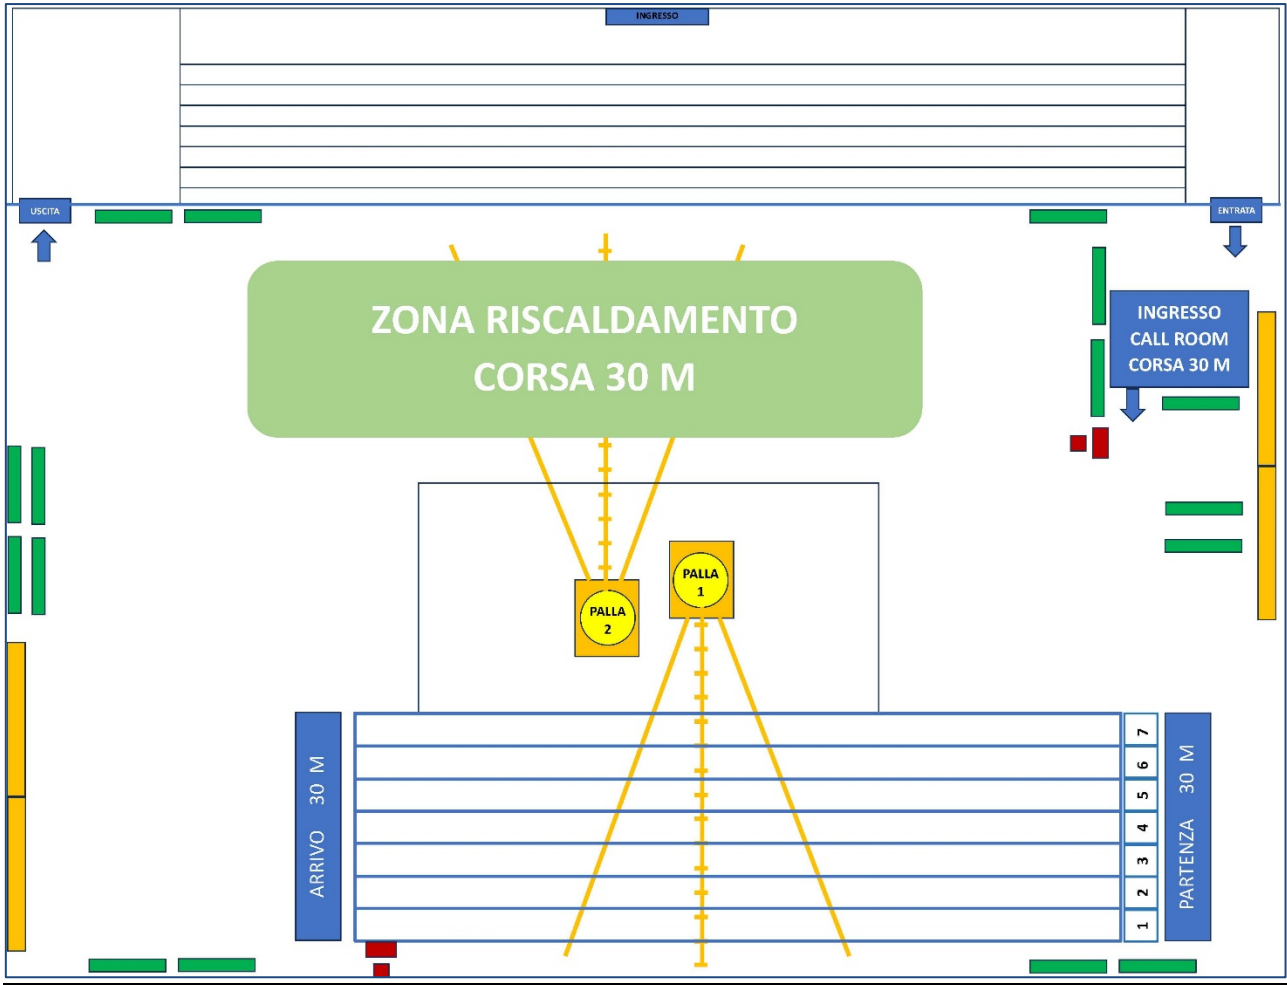 INGRESSO
USCITA
ENTRATA
ZONA RISCALDAMENTO
CORSA 30 M
INGRESSO
CALL ROOM
CORSA 30 M
PALLA
1
PALLA
2
ARRIVO 30 M
7
6
5
4
3
2
1
PARTENZA 30 M